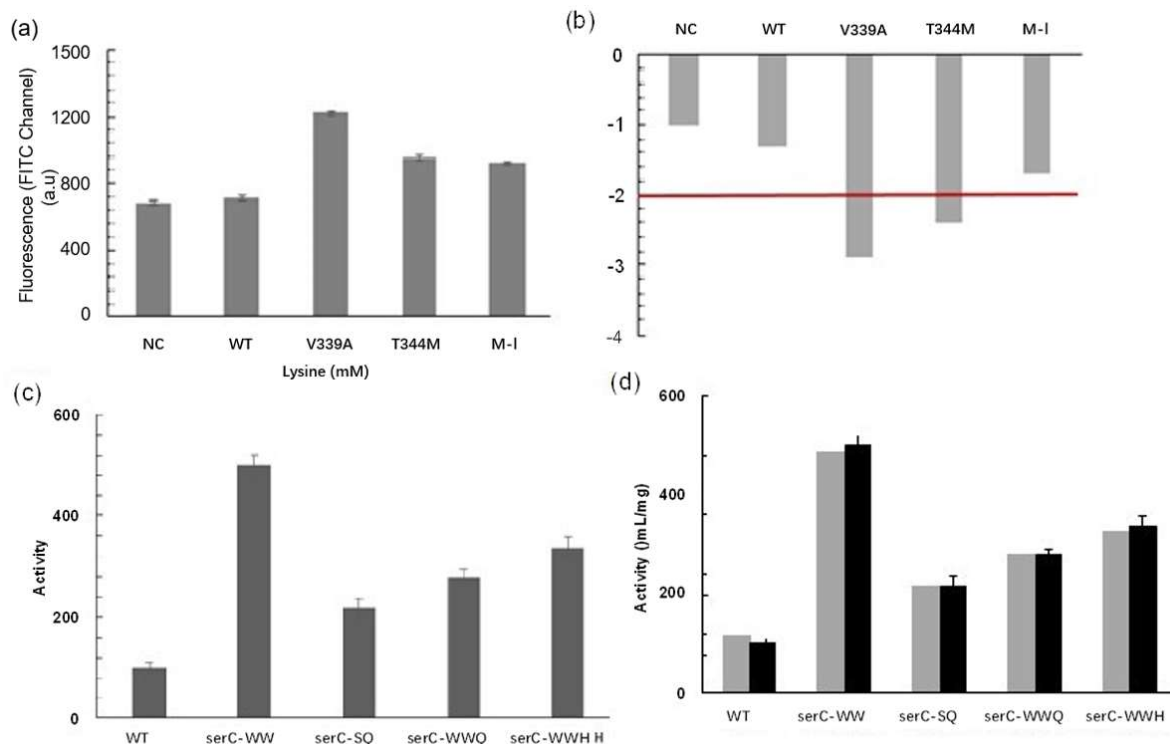 (a)
1500
1200
800
400
0
Fluorescence (FITC Channel)
(a.u)
NC WT V339A T344M M-l
Lysine (mM)
(b)
NC WT V339A T344M M-l
0
-1
-2
-3
-4
(c)
600
400
200
0
Activity
WT serC-WW serC-SQ serC-WWQ serC-WWH H
(d)
600
400
200
0
Activity ()mL/mg)
WT serC-WW serC-SQ serC-WWQ serC-WWH